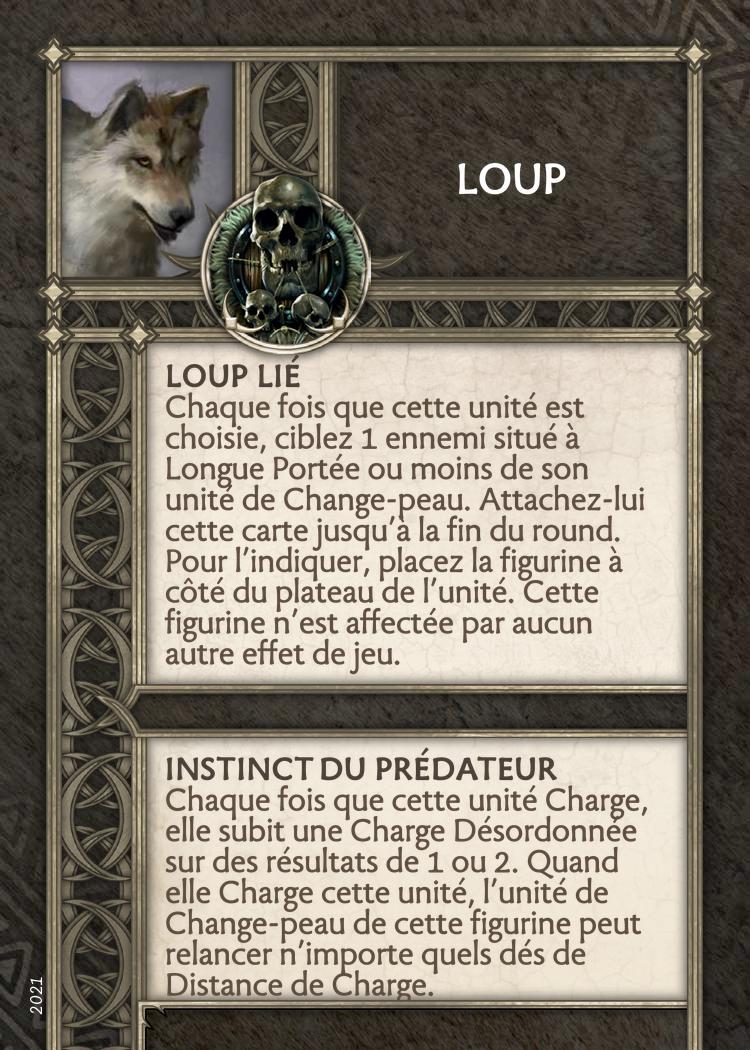 LOUP
LOUP LIÉ
Chaque fois que cette unité est
choisie, ciblez 1 ennemi situé à
Longue Portée ou moins de son
unité de Change-peau. Attachez-lui
cette carte jusqu'à la fin du round.
Pour l'indiquer, placez la figurine à
côté du plateau de l'unité. Cette
figurine n'est affectée par aucun
autre effet de jeu.
INSTINCT DU PRÉDATEUR
Chaque fois que cette unité Charge,
elle subit une Charge Désordonnée
sur des résultats de 1 ou 2. Quand
elle Charge cette unité, l'unité de
Change-peau de cette figurine peut
relancer n'importe quels dés de
Distance de Charge.
2021